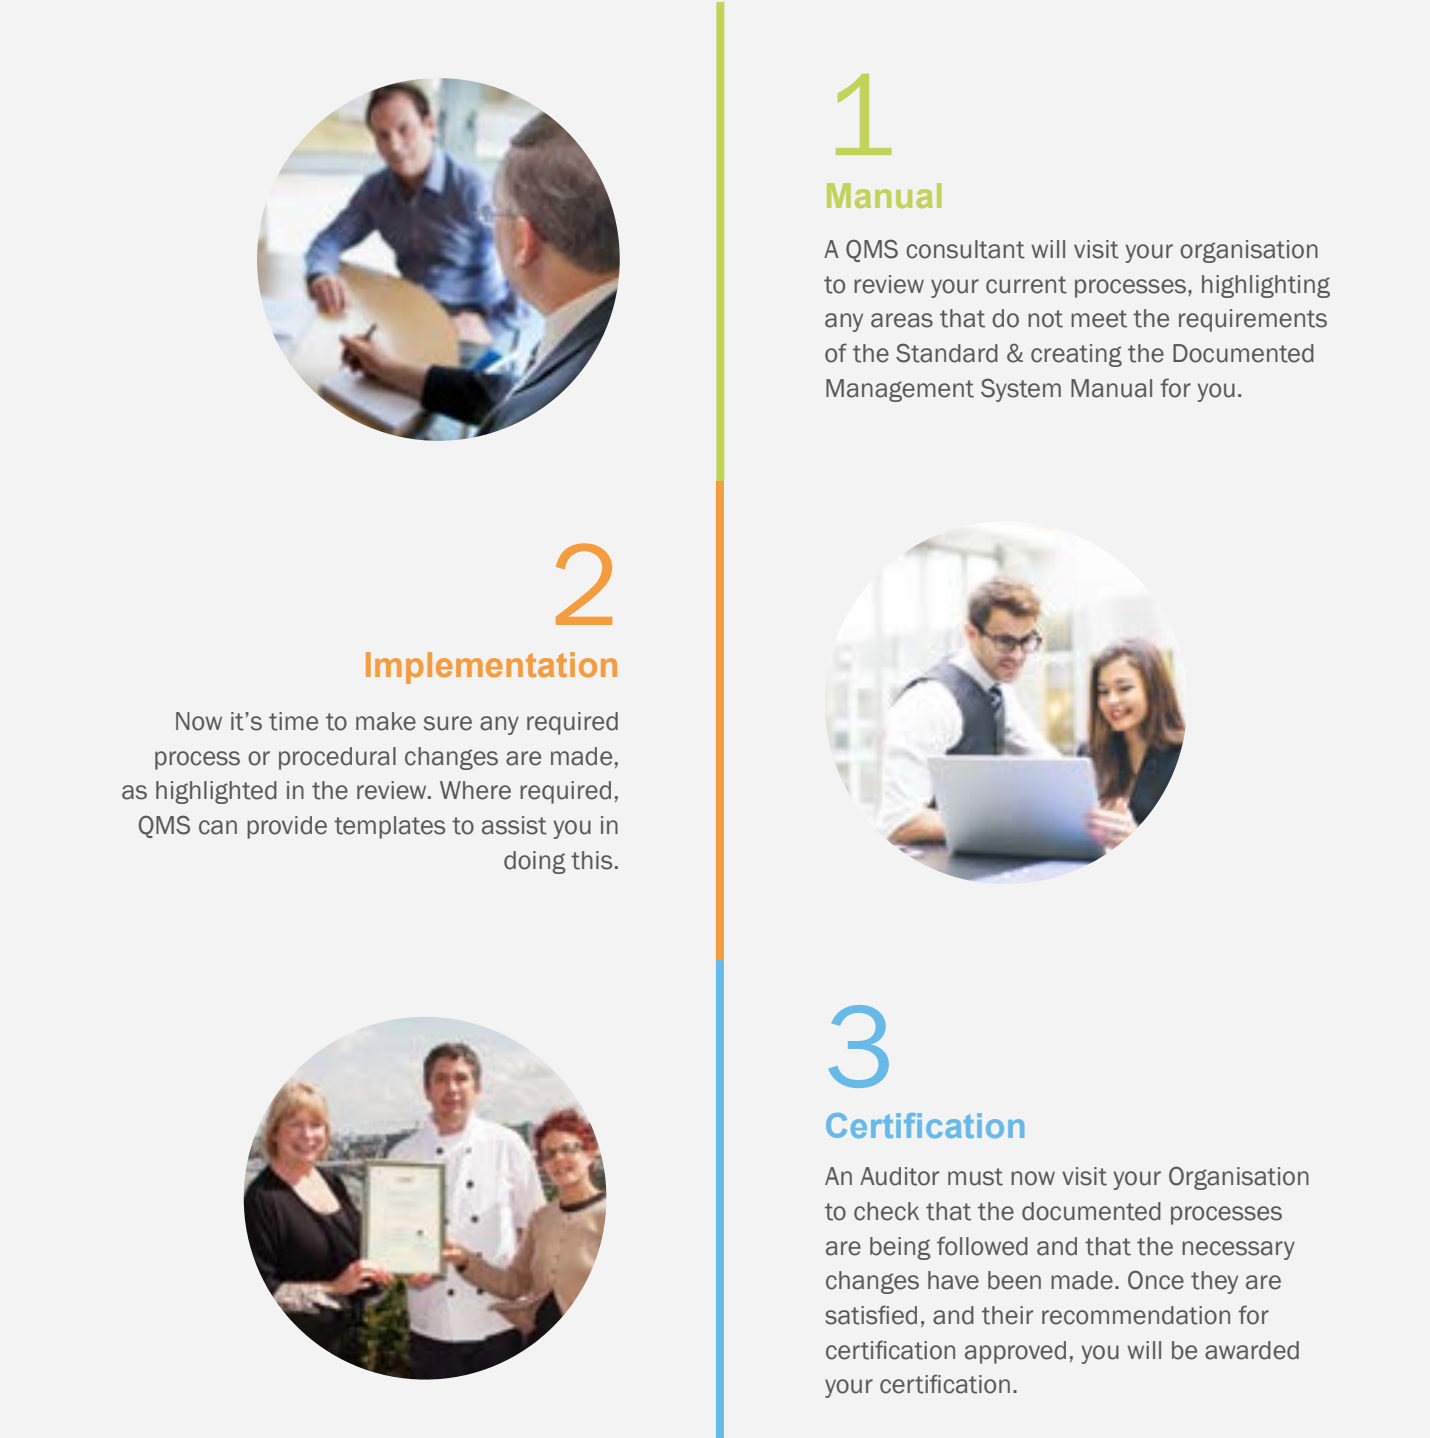 1
Manual
A QMS consultant will visit your organisation
to review your current processes, highlighting
any areas that do not meet the requirements
of the Standard & creating the Documented
Management System Manual for you.
2
Implementation
Now it’s time to make sure any required
process or procedural changes are made,
as highlighted in the review. Where required,
QMS can provide templates to assist you in
doing this.
3
Certification
An Auditor must now visit your Organisation
to check that the documented processes
are being followed and that the necessary
changes have been made. Once they are
satisfied, and their recommendation for
certification approved, you will be awarded
your certification.